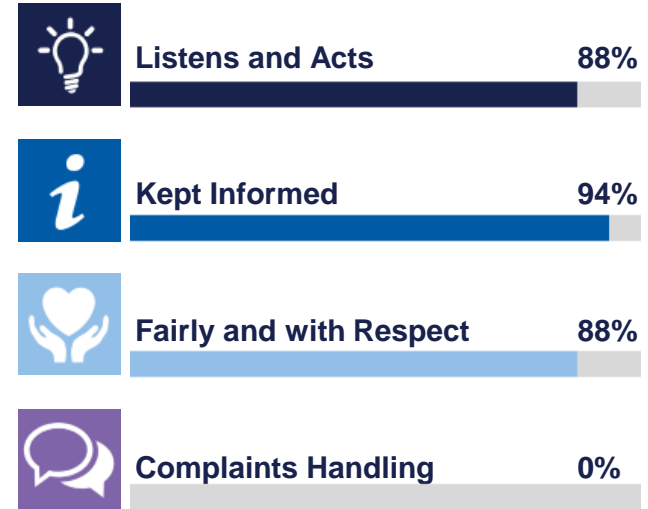 Listens and Acts 88%
Kept Informed 94%
Fairly and with Respect 88%
Complaints Handling 0%